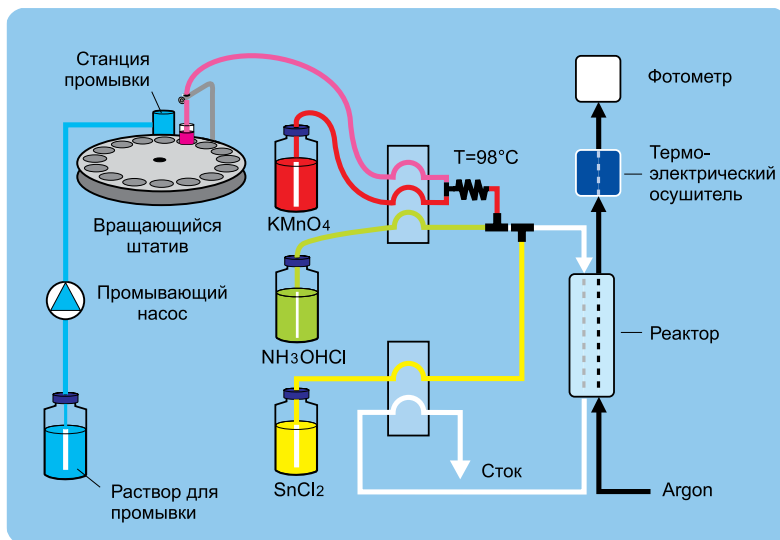 Станция
промывки
Фотометр
T=98°C
Термо-
электрический
осушитель
KMnO4
Вращающийся
штатив
Промывающий
насос
Реактор
NH3OHCl
SnCl2
Сток
Argon
Раствор для
промывки